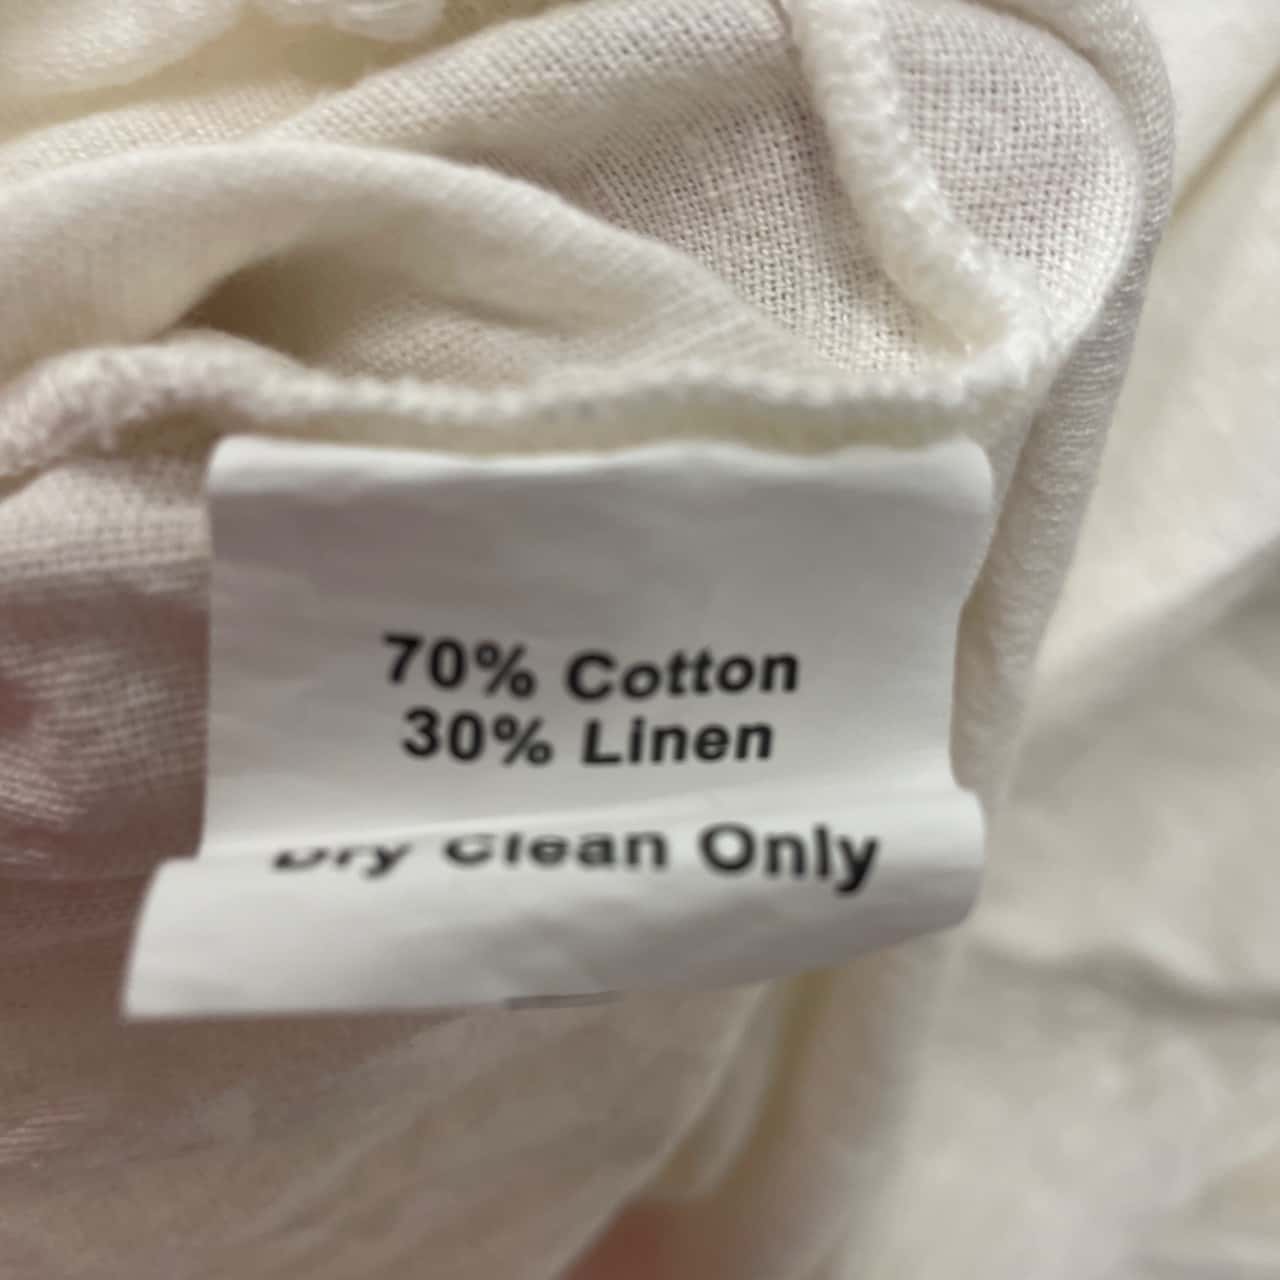 70% Cotton
30% Linen
Dry Clean Only